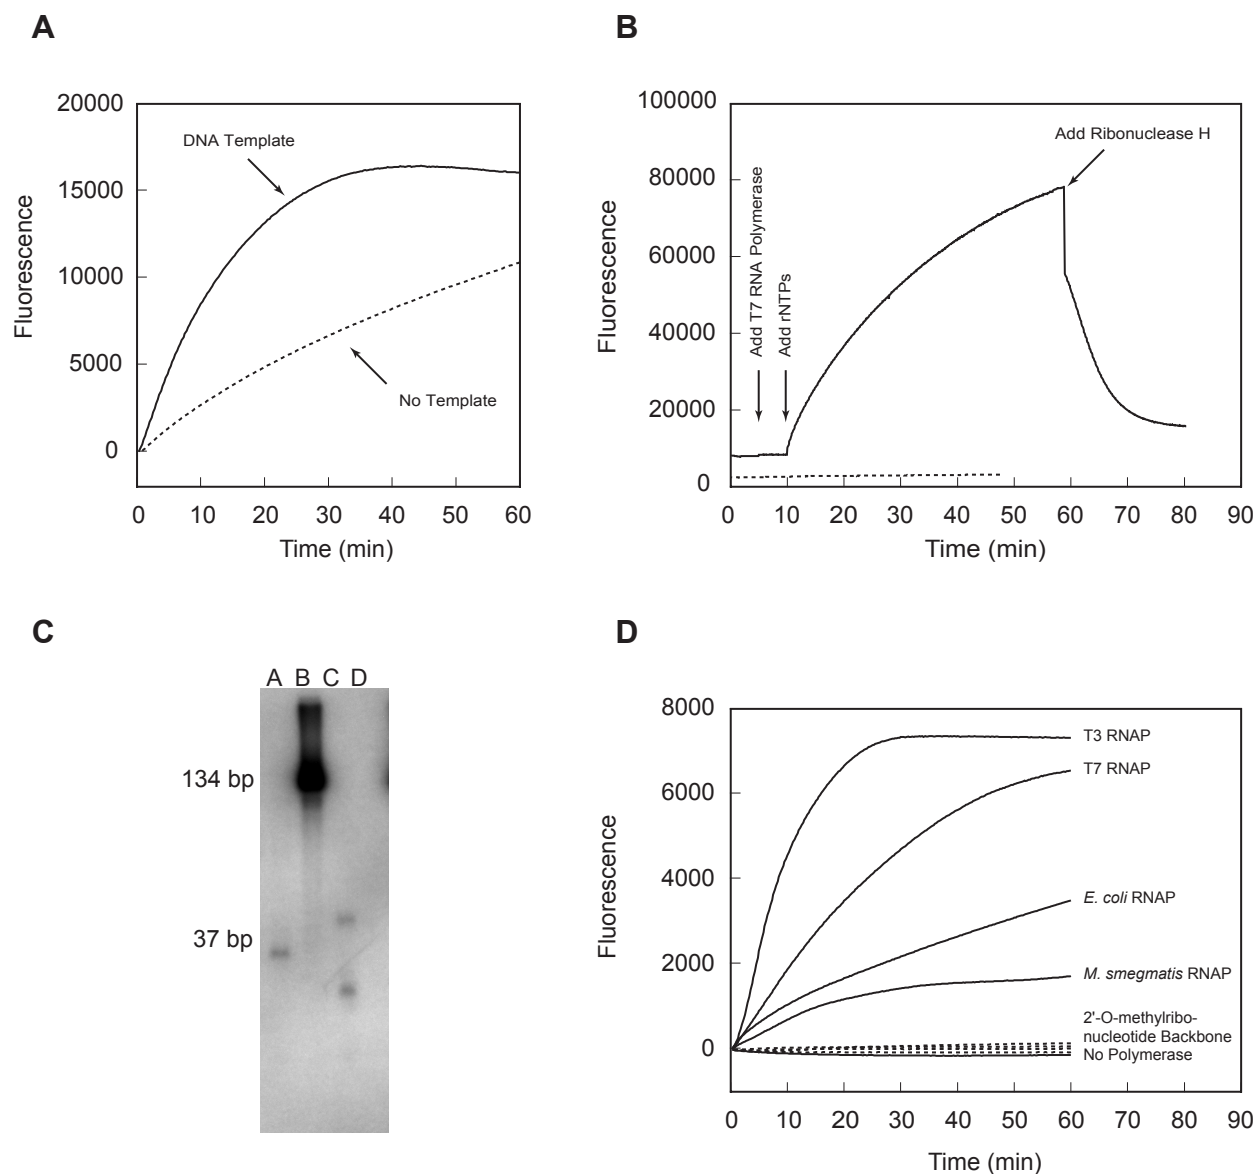 A
20000
15000
10000
5000
0
Fluorescence
DNA Template
No Template
0 10 20 30 40 50 60
Time (min)
B
100000
80000
60000
40000
20000
0
Fluorescence
Add T7 RNA Polymerase
Add rNTPs
Add Ribonuclease H
0 10 20 30 40 50 60 70 80 90
Time (min)
C
A B C D
134 bp
37 bp
D
8000
6000
4000
2000
0
Fluorescence
T3 RNAP
T7 RNAP
E. coli RNAP
M. smegmatis RNAP
2'-O-methylribo-
nucleotide Backbone
No Polymerase
0 10 20 30 40 50 60 70 80 90
Time (min)